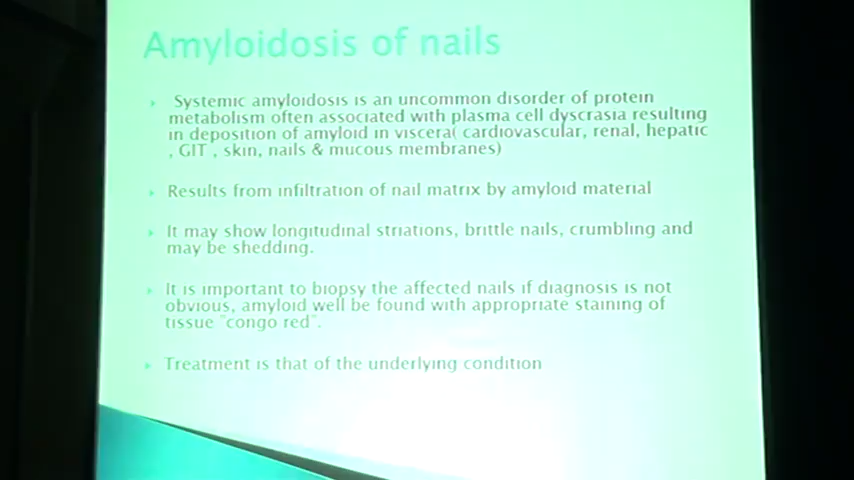 Amyloidosis of nails
Systemic amyloidosis is an uncommon disorder of protein
metabolism often associated with plasma cell dyscrasia resulting
in deposition of amyloid in viscera( cardiovascular, renal, hepatic
, GIT , skin, nails & mucous membranes)
Results from infiltration of nail matrix by amyloid material
It may show longitudinal striations, brittle nails, crumbling and
may be shedding.
It is important to biopsy the affected nails if diagnosis is not
obvious, amyloid well be found with appropriate staining of
tissue "congo red".
Treatment is that of the underlying condition